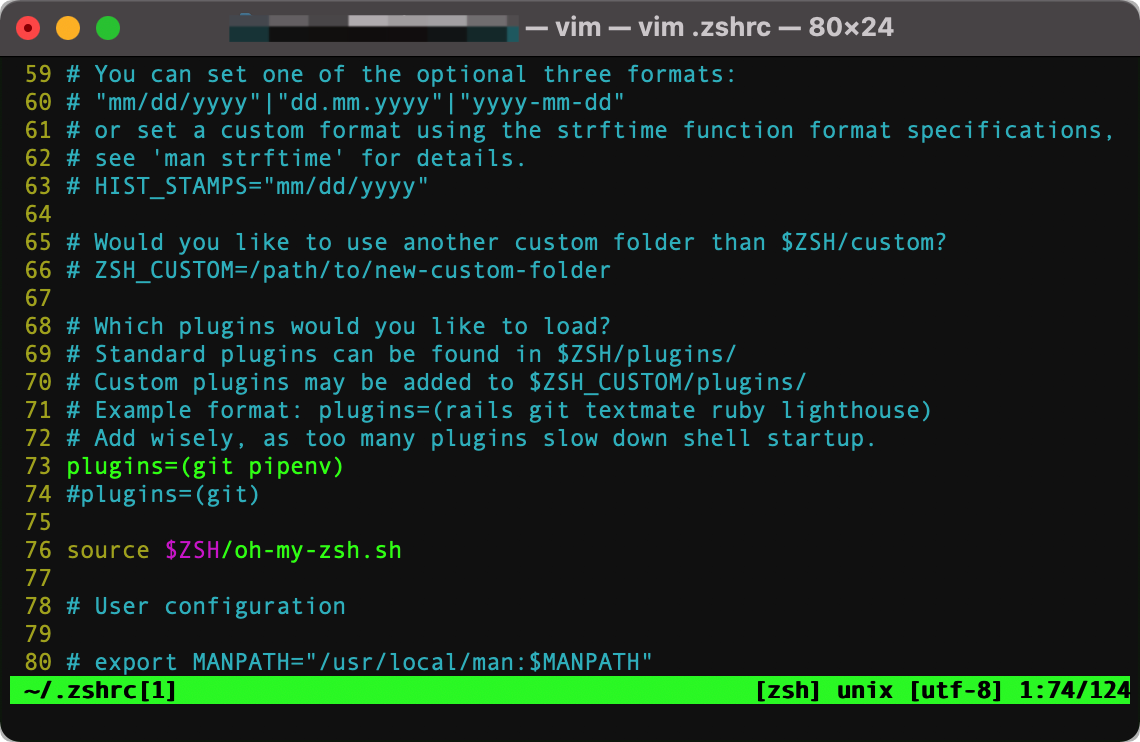 — vim — vim .zshrc — 80×24
59 # You can set one of the optional three formats:
60 # "mm/dd/yyyy"|"dd.mm.yyyy"|"yyyy-mm-dd"
61 # or set a custom format using the strftime function format specifications,
62 # see 'man strftime' for details.
63 # HIST_STAMPS="mm/dd/yyyy"
64
65 # Would you like to use another custom folder than $ZSH/custom?
66 # ZSH_CUSTOM=/path/to/new-custom-folder
67
68 # Which plugins would you like to load?
69 # Standard plugins can be found in $ZSH/plugins/
70 # Custom plugins may be added to $ZSH_CUSTOM/plugins/
71 # Example format: plugins=(rails git textmate ruby lighthouse)
72 # Add wisely, as too many plugins slow down shell startup.
73 plugins=(git pipenv)
74 #plugins=(git)
75
76 source $ZSH/oh-my-zsh.sh
77
78 # User configuration
79
80 # export MANPATH="/usr/local/man:$MANPATH"
~/.zshrc[1] [zsh] unix [utf-8] 1:74/124